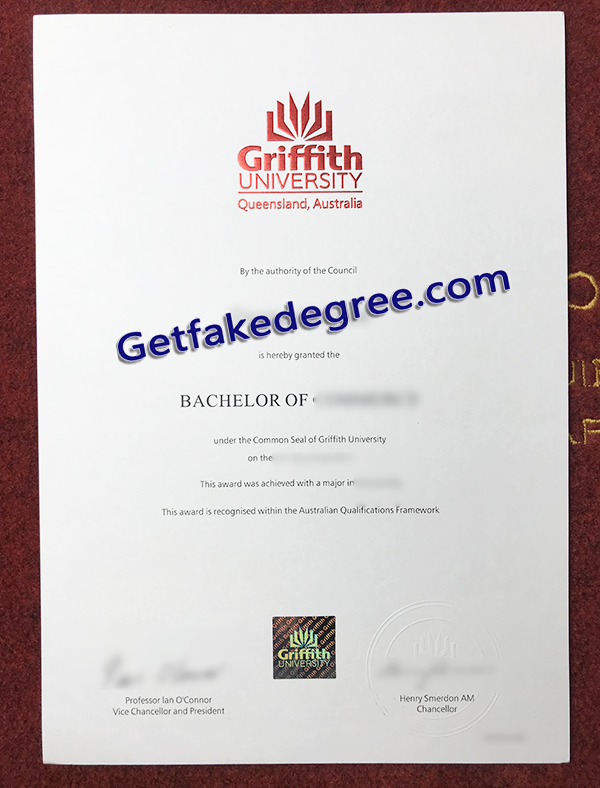 Griffith
UNIVERSITY
Queensland, Australia
By the authority of the Council
Getfakedegree.com
is hereby granted the
BACHELOR OF
under the Common Seal of Griffith University
on the
This award was achieved with a major in
This award is recognised within the Australian Qualifications Framework
Griffith
UNIVERSITY
Professor Ian O'Connor
Vice Chancellor and President
Henry Smerdon AM
Chancellor